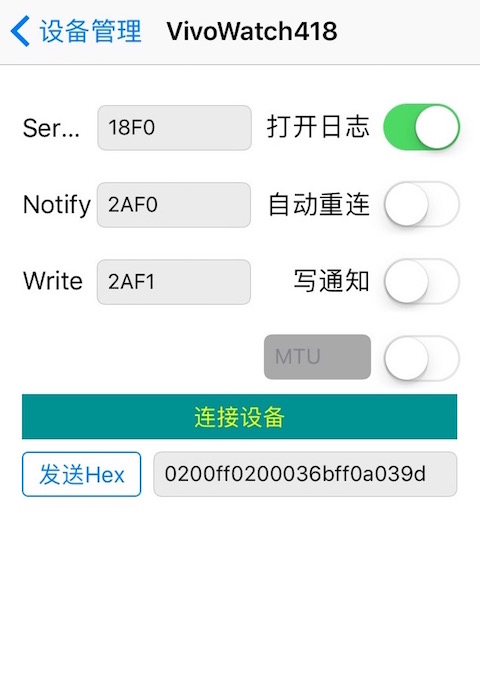 设备管理 VivoWatch418
Ser... 18F0 打开日志
Notify 2AF0 自动重连
Write 2AF1 写通知
MTU
连接设备
发送Hex 0200ff0200036bff0a039d